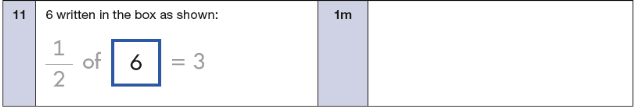 11 6 written in the box as shown: 1m
1/2 of 6 = 3